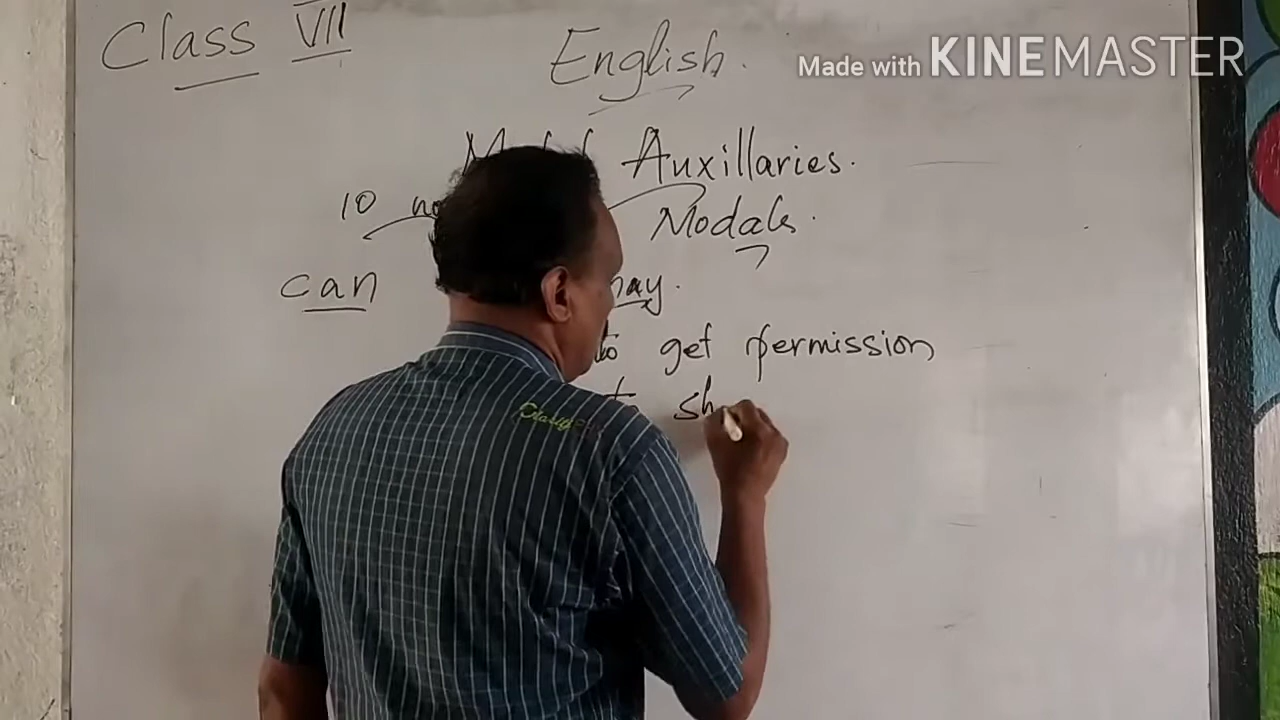 Class VII
English.
Made with KINEMASTER
Auxillaries.
10
Modals.
can
get permission